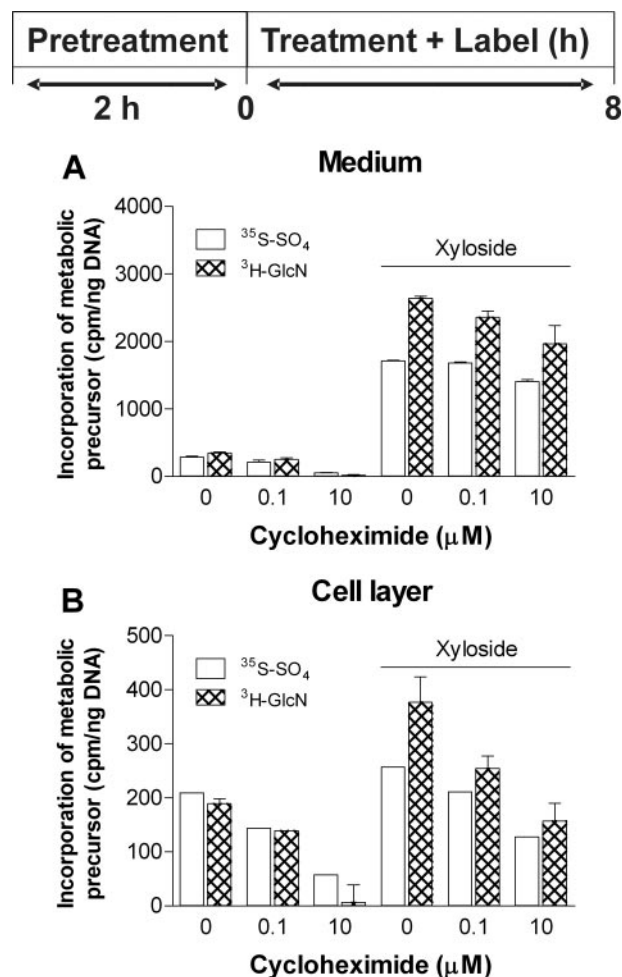 Pretreatment Treatment + Label (h)
2 h 0 8
A Medium
Incorporation of metabolic
precursor (cpm/ng DNA)
4000
3000
2000
1000
0
³⁵S-SO₄
³H-GlcN
Xyloside
0 0.1 10 0 0.1 10
Cycloheximide (μM)
B Cell layer
Incorporation of metabolic
precursor (cpm/ng DNA)
500
400
300
200
100
0
³⁵S-SO₄
³H-GlcN
Xyloside
0 0.1 10 0 0.1 10
Cycloheximide (μM)